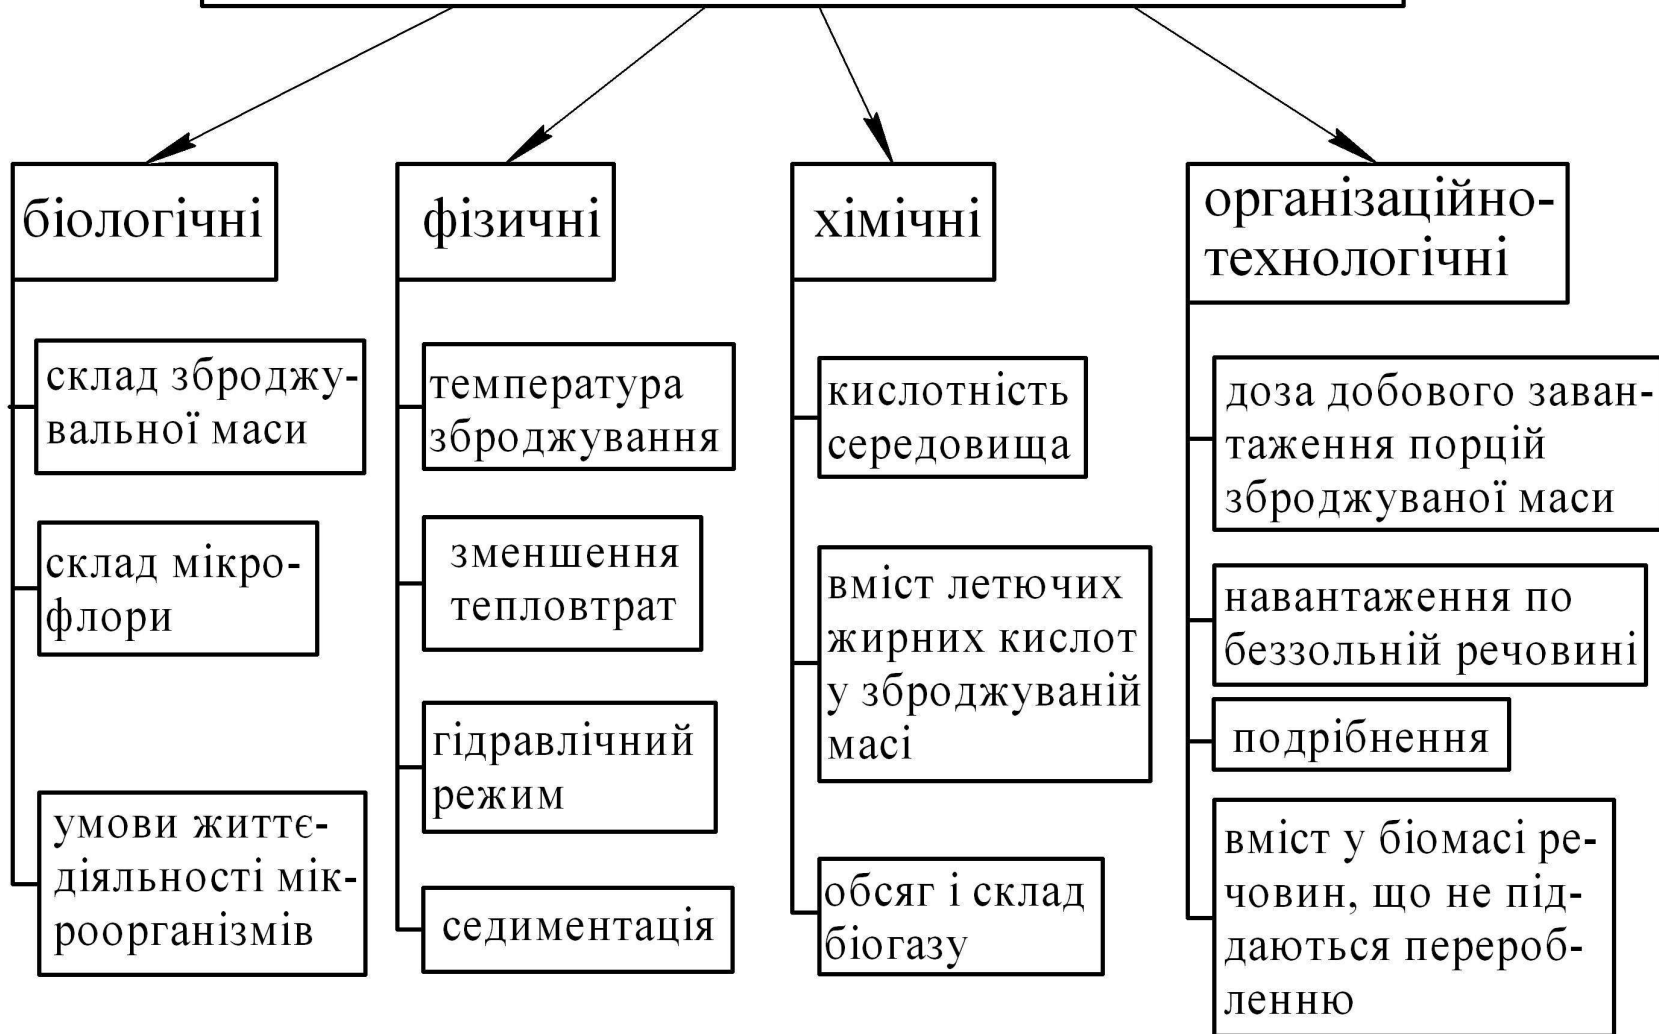 біологічні
склад зброджу-
вальної маси
склад мікро-
флори
умови життє-
діяльності мік-
роорганізмів
фізичні
температура
зброджування
зменшення
тепловтрат
гідравлічний
режим
седиментація
хімічні
кислотність
середовища
вміст летючих
жирних кислот
у зброджуваній
масі
обсяг і склад
біогазу
організаційно-
технологічні
доза добового заван-
таження порцій
зброджуваної маси
навантаження по
беззольній речовині
подрібнення
вміст у біомасі ре-
човин, що не під-
даються перероб-
ленню